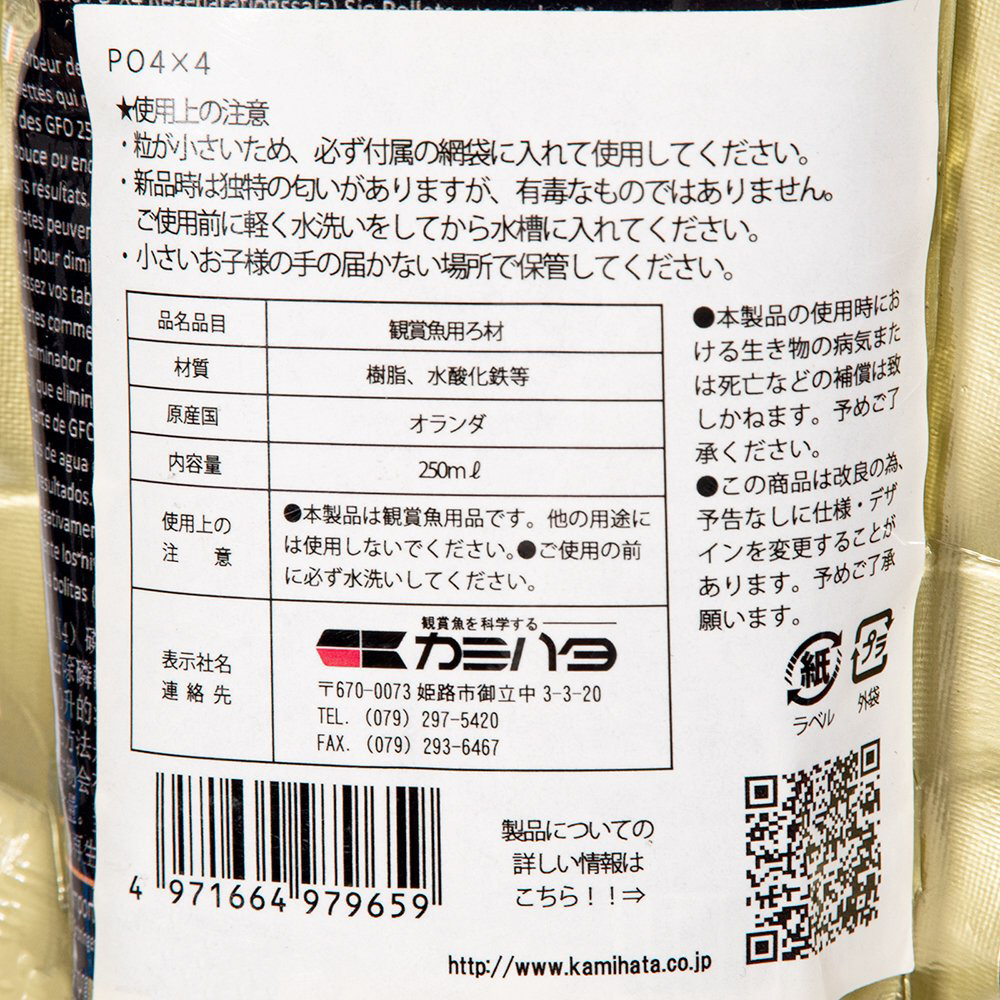 PO4×4
★使用上の注意
・粒が小さいため、必ず付属の網袋に入れて使用してください。
・新品時は独特の匂いがありますが、有毒なものではありません。
ご使用前に軽く水洗いをしてから水槽に入れてください。
・小さいお子様の手の届かない場所で保管してください。
品名品目 観賞魚用ろ材
材質 樹脂、水酸化鉄等
原産国 オランダ
内容量 250mℓ
使用上の
注 意
●本製品は観賞魚用品です。他の用途に
は使用しないでください。●ご使用の前
に必ず水洗いしてください。
表示社名
連絡先
観賞魚を科学する
カミハタ
〒670-0073 姫路市御立中 3-3-20
TEL. (079) 297-5420
FAX. (079) 293-6467
●本製品の使用時にお
ける生き物の病気また
は死亡などの補償は致
しかねます。予めご了
承ください。
●この商品は改良の為、
予告なしに仕様・デザ
インを変更することが
あります。予めご了承
願います。
紙
ラベル
プラ
外袋
4 971664 979659
製品についての
詳しい情報は
こちら！！⇒
http://www.kamihata.co.jp
des GFO 25